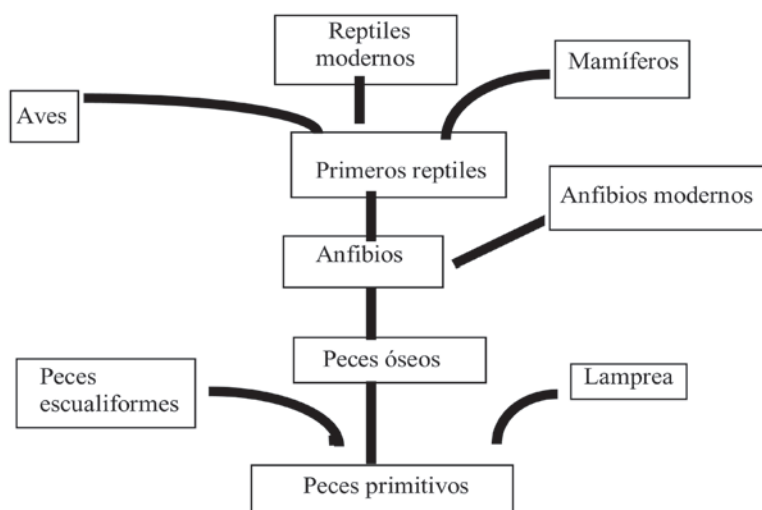 Reptiles
modernos
Mamíferos
Aves
Primeros reptiles
Anfibios modernos
Anfibios
Peces óseos
Peces
escualiformes
Lamprea
Peces primitivos